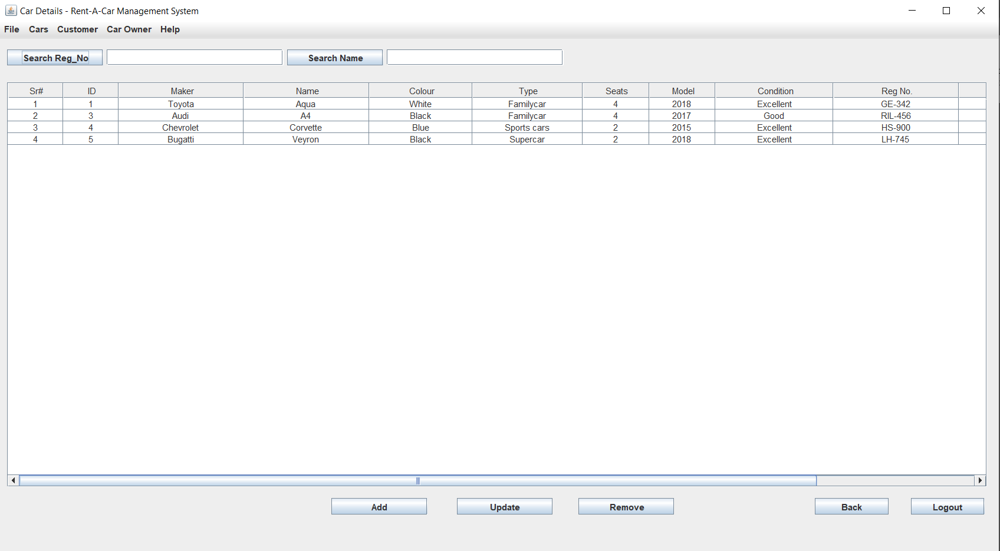 Car Details - Rent-A-Car Management System
File Cars Customer Car Owner Help
Search Reg_No Search Name
Sr# ID Maker Name Colour Type Seats Model Condition Reg No.
1 1 Toyota Aqua White Familycar 4 2018 Excellent GE-342
2 3 Audi A4 Black Familycar 4 2017 Good RIL-456
3 4 Chevrolet Corvette Blue Sports cars 2 2015 Excellent HS-900
4 5 Bugatti Veyron Black Supercar 2 2018 Excellent LH-745
Add Update Remove Back Logout